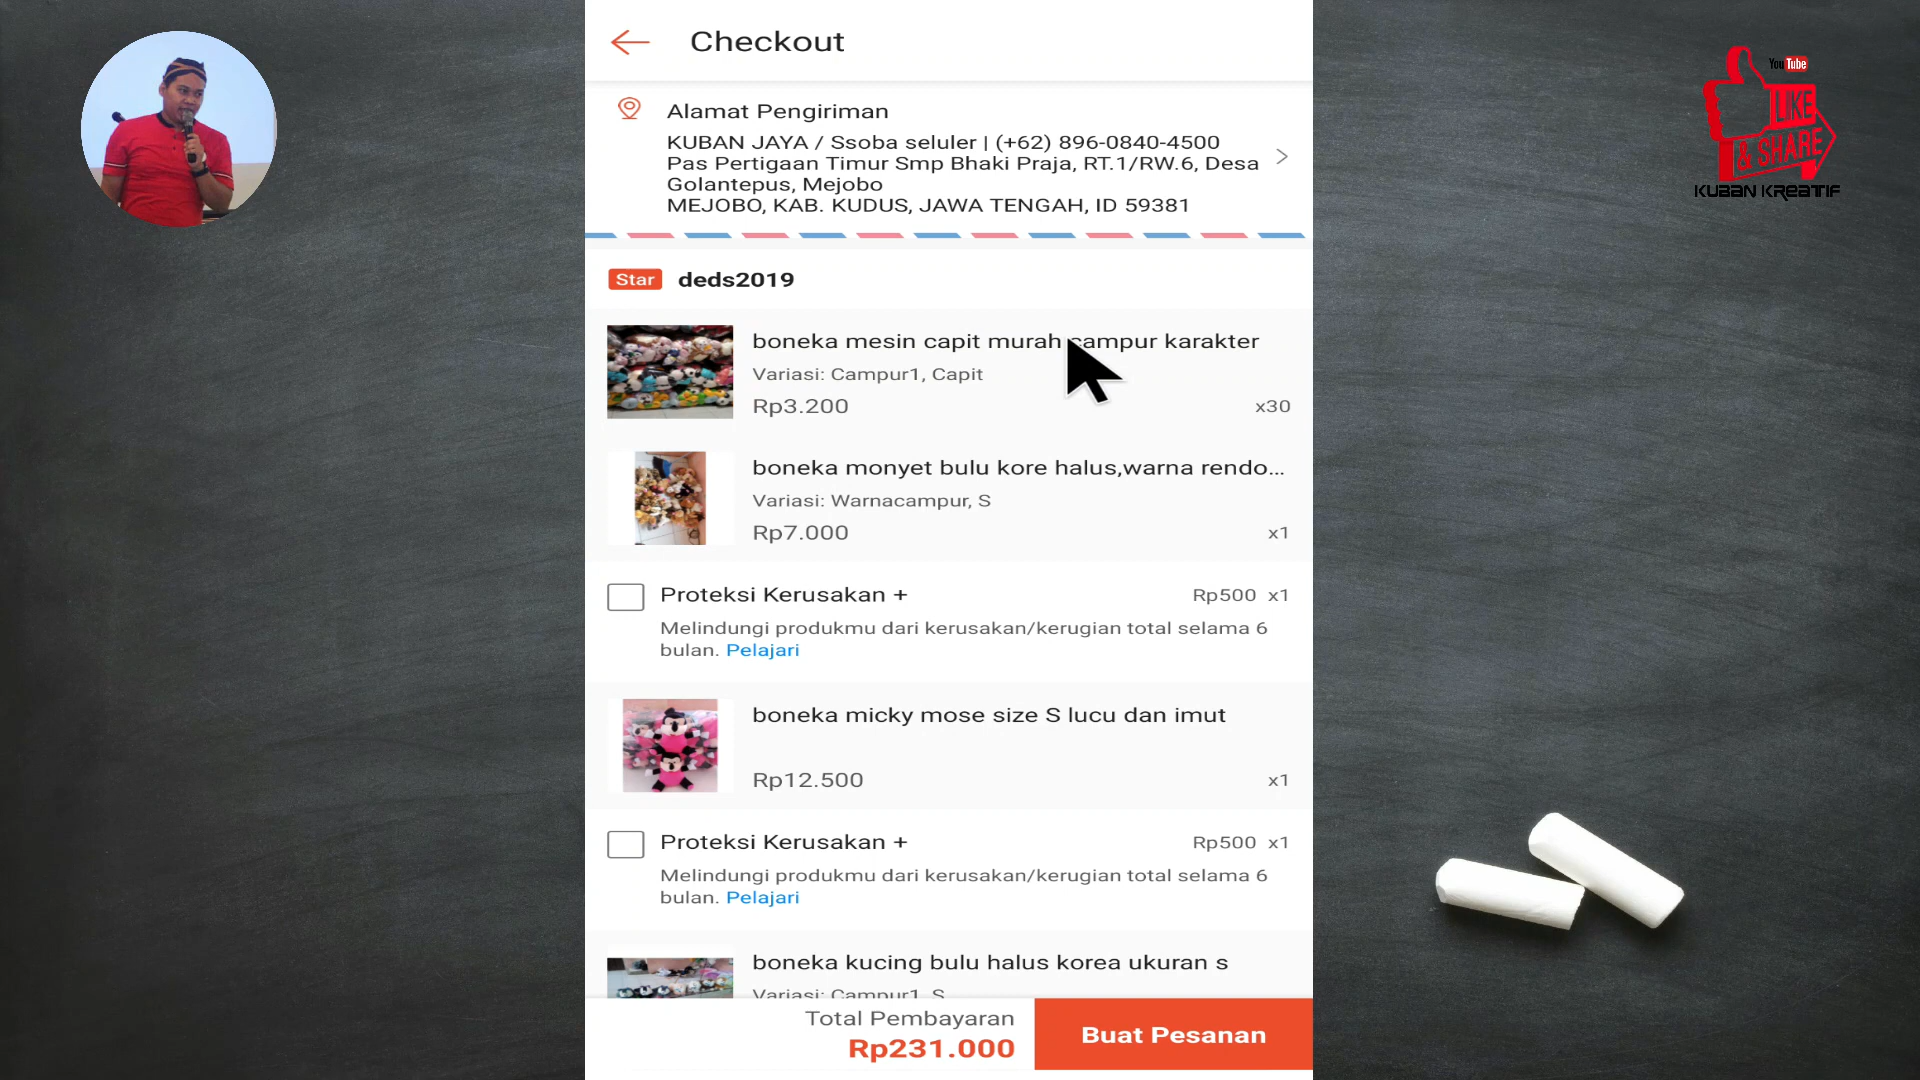 Checkout
Alamat Pengiriman
KUBAN JAYA / Ssoba seluler | (+62) 896-0840-4500
Pas Pertigaan Timur Smp Bhaki Praja, RT.1/RW.6, Desa
Golantepus, Mejobo
MEJOBO, KAB. KUDUS, JAWA TENGAH, ID 59381
Star deds2019
boneka mesin capit murah campur karakter
Variasi: Campur1, Capit
Rp3.200 x30
boneka monyet bulu kore halus,warna rendo...
Variasi: Warnacampur, S
Rp7.000 x1
Proteksi Kerusakan + Rp500 x1
Melindungi produkmu dari kerusakan/kerugian total selama 6
bulan. Pelajari
boneka micky mose size S lucu dan imut
Rp12.500 x1
Proteksi Kerusakan + Rp500 x1
Melindungi produkmu dari kerusakan/kerugian total selama 6
bulan. Pelajari
boneka kucing bulu halus korea ukuran s
Variasi: Campur1, S
Total Pembayaran
Rp231.000
Buat Pesanan
YouTube
LIKE
& SHARE
KUBAN KREATIF